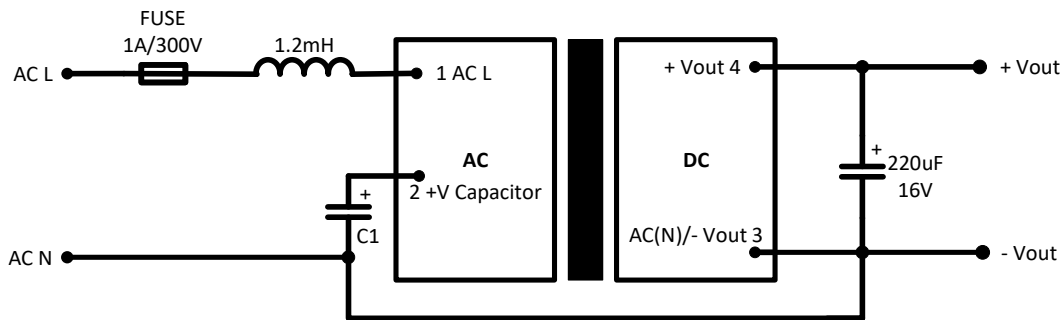 FUSE
1A/300V
1.2mH
AC L
1 AC L
+ Vout 4
+ Vout
AC
DC
+
220uF
16V
2 +V Capacitor
+
C1
AC(N)/- Vout 3
AC N
- Vout